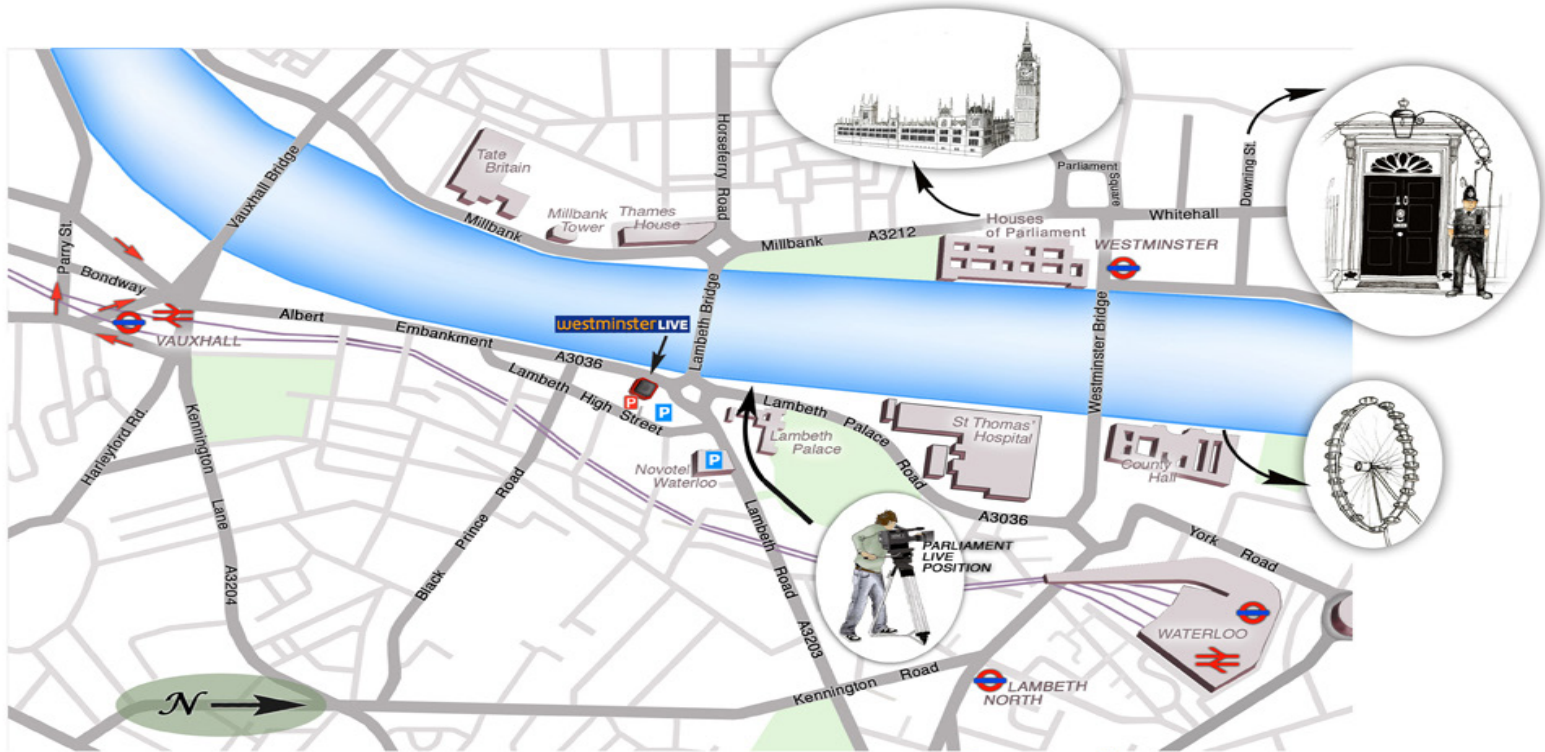 Tate
Britain
Millbank
Tower
Thames
House
Horseferry Road
Parliament
Square
Downing St.
10
Whitehall
Houses
of Parliament
WESTMINSTER
Millbank
Millbank
A3212
Vauxhall Bridge
Parry St.
Bondway
VAUXHALL
Albert
Embankment
A3036
westminsterLIVE
Lambeth Bridge
Westminster Bridge
Lambeth High Street
P
P
P
Novotel
Waterloo
Lambeth
Palace
Lambeth Palace Road
St Thomas'
Hospital
County
Hall
A3036
York Road
Harleyford Rd.
Kennington Lane
A3204
Black Prince Road
Lambeth Road
A3203
PARLIAMENT
LIVE
POSITION
WATERLOO
Kennington Road
LAMBETH
NORTH
N